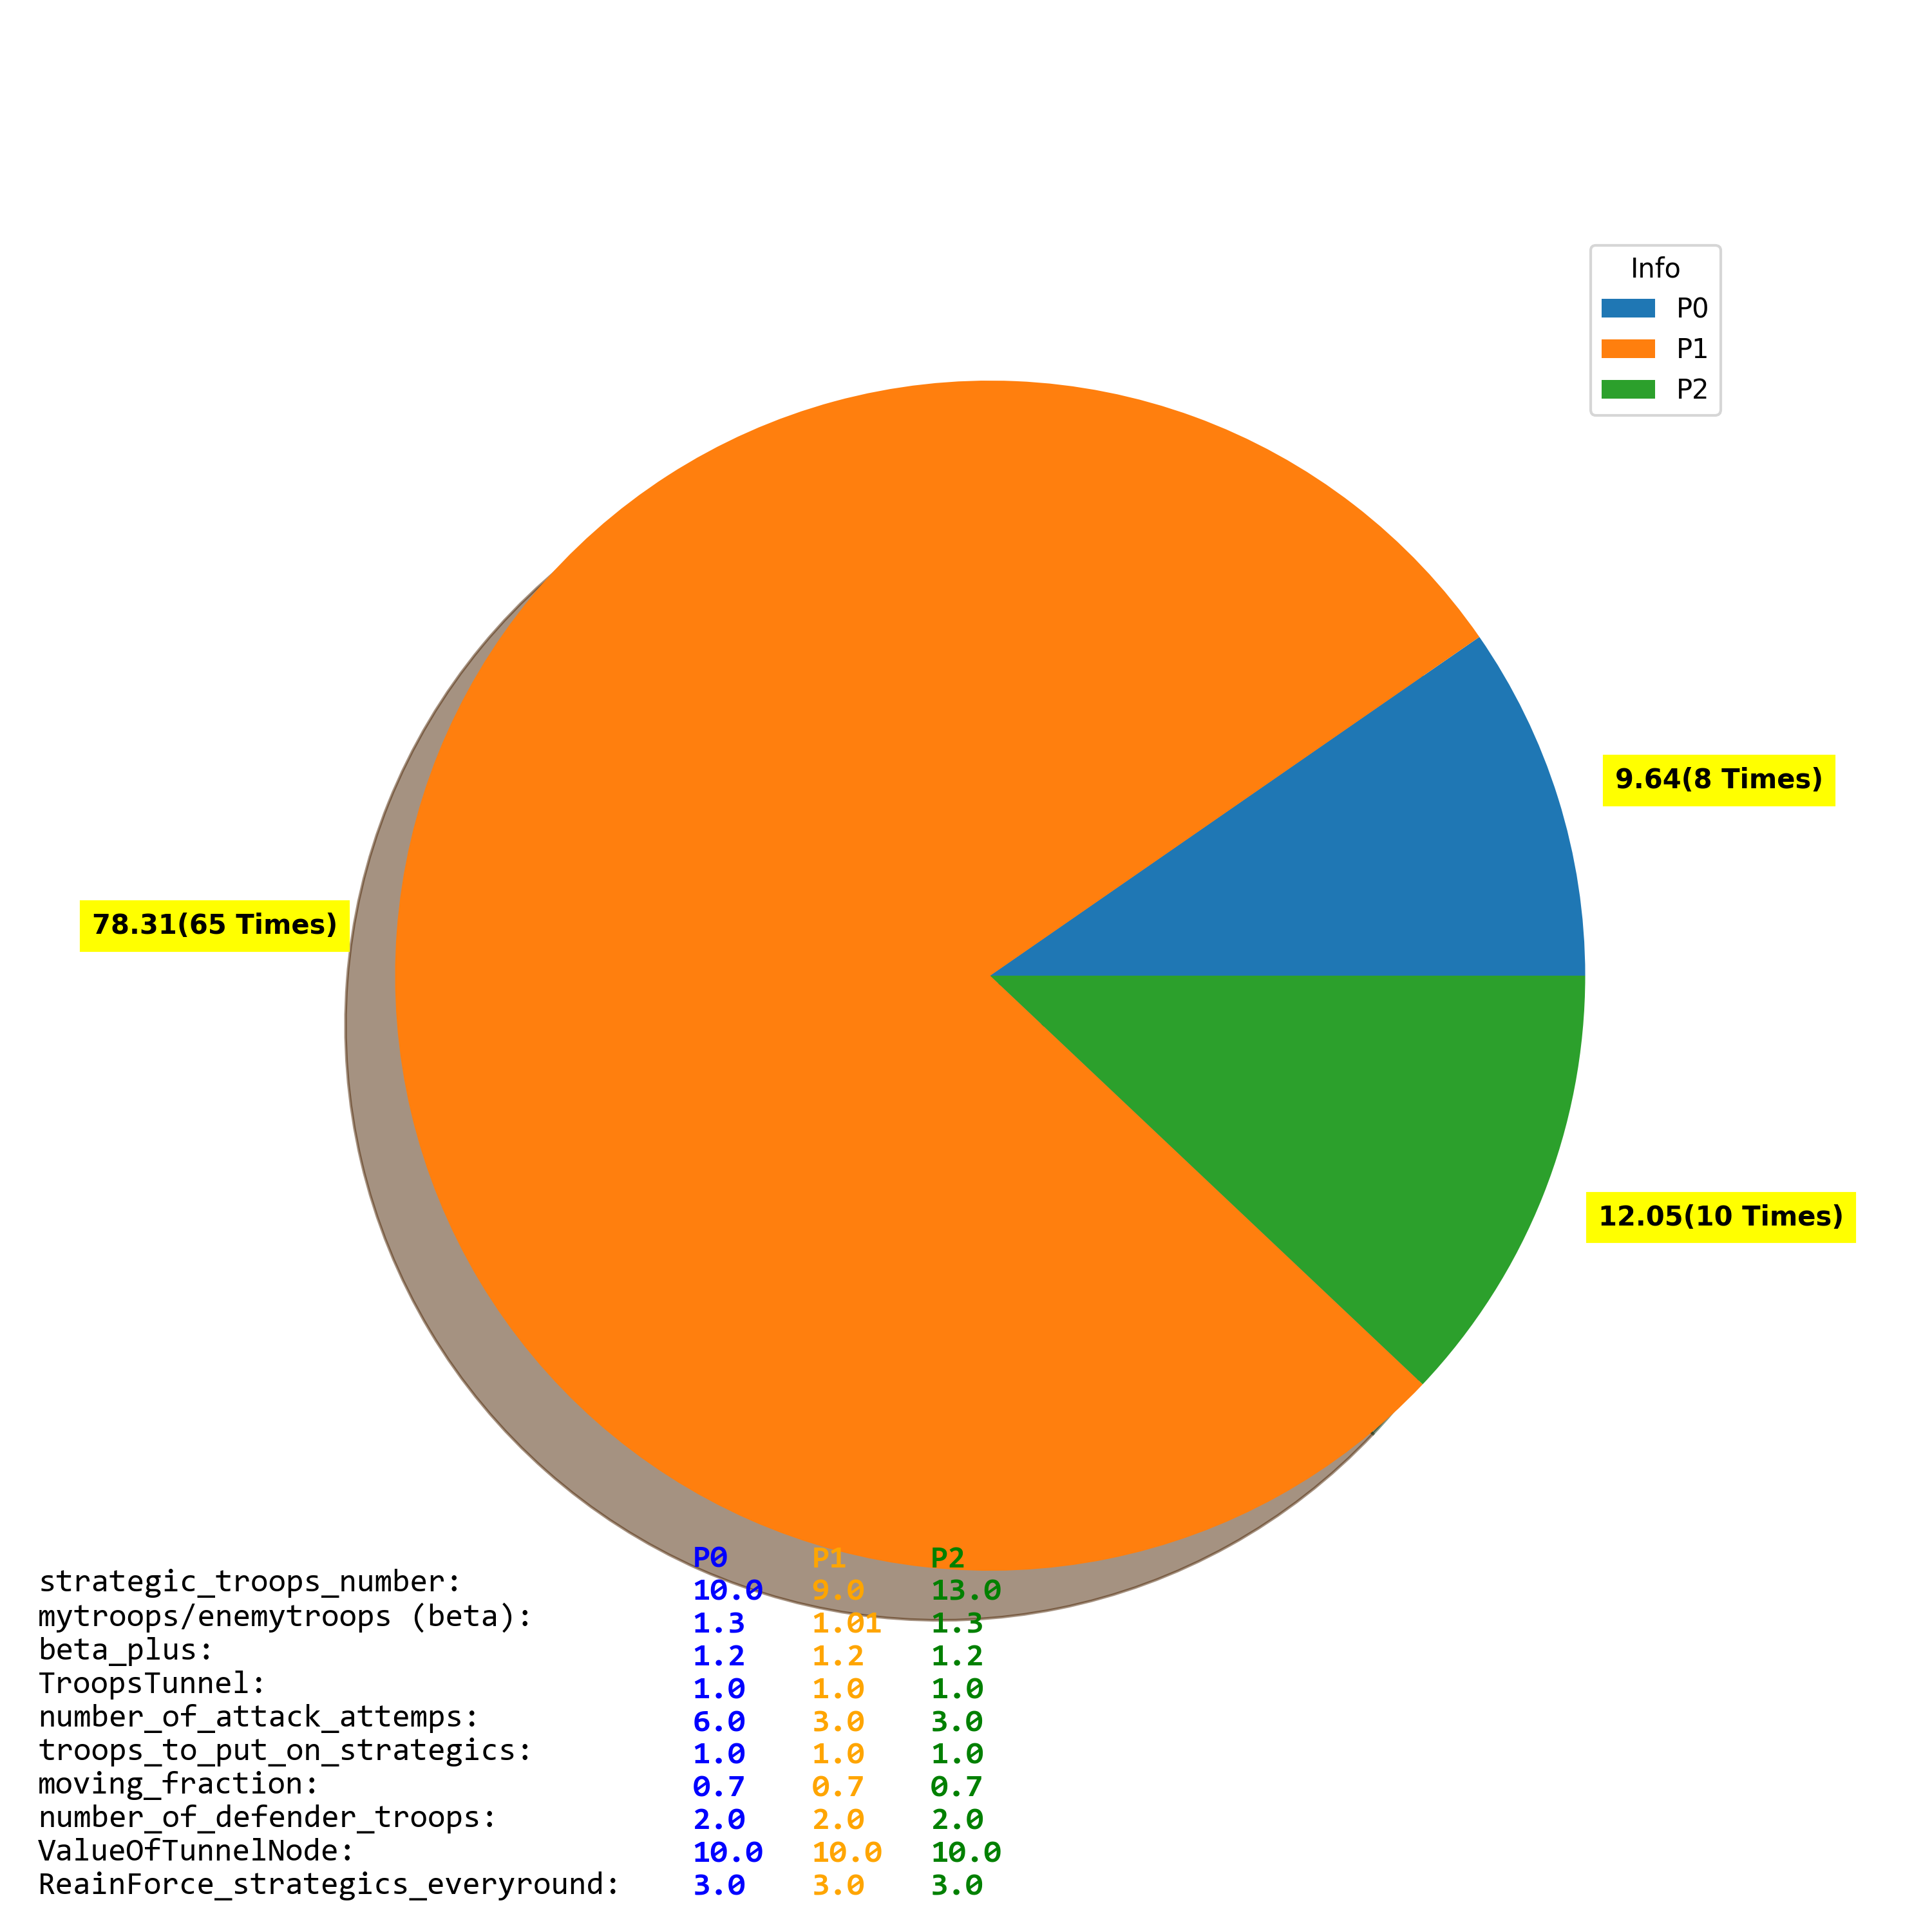 Info
P0
P1
P2
9.64(8 Times)
78.31(65 Times)
12.05(10 Times)
P0 P1 P2
strategic_troops_number: 10.0 9.0 13.0
mytroops/enemytroops (beta): 1.3 1.01 1.3
beta_plus: 1.2 1.2 1.2
TroopsTunnel: 1.0 1.0 1.0
number_of_attack_attemps: 6.0 3.0 3.0
troops_to_put_on_strategics: 1.0 1.0 1.0
moving_fraction: 0.7 0.7 0.7
number_of_defender_troops: 2.0 2.0 2.0
ValueOfTunnelNode: 10.0 10.0 10.0
ReainForce_strategics_everyround: 3.0 3.0 3.0